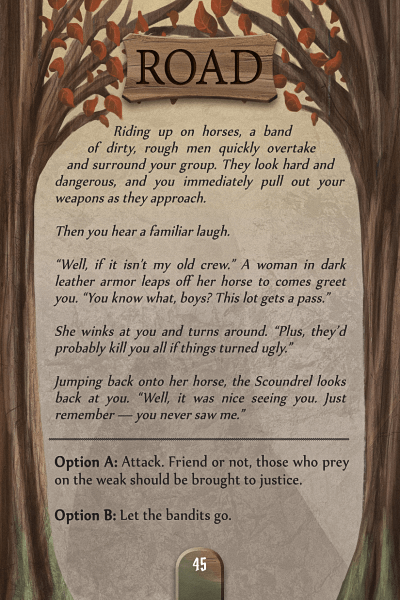 ROAD
Riding up on horses, a band
of dirty, rough men quickly overtake
and surround your group. They look hard and
dangerous, and you immediately pull out your
weapons as they approach.
Then you hear a familiar laugh.
“Well, if it isn’t my old crew.” A woman in dark
leather armor leaps off her horse to comes greet
you. “You know what, boys? This lot gets a pass.”
She winks at you and turns around. “Plus, they’d
probably kill you all if things turned ugly.”
Jumping back onto her horse, the Scoundrel looks
back at you. “Well, it was nice seeing you. Just
remember — you never saw me.”
Option A: Attack. Friend or not, those who prey
on the weak should be brought to justice.
Option B: Let the bandits go.
45